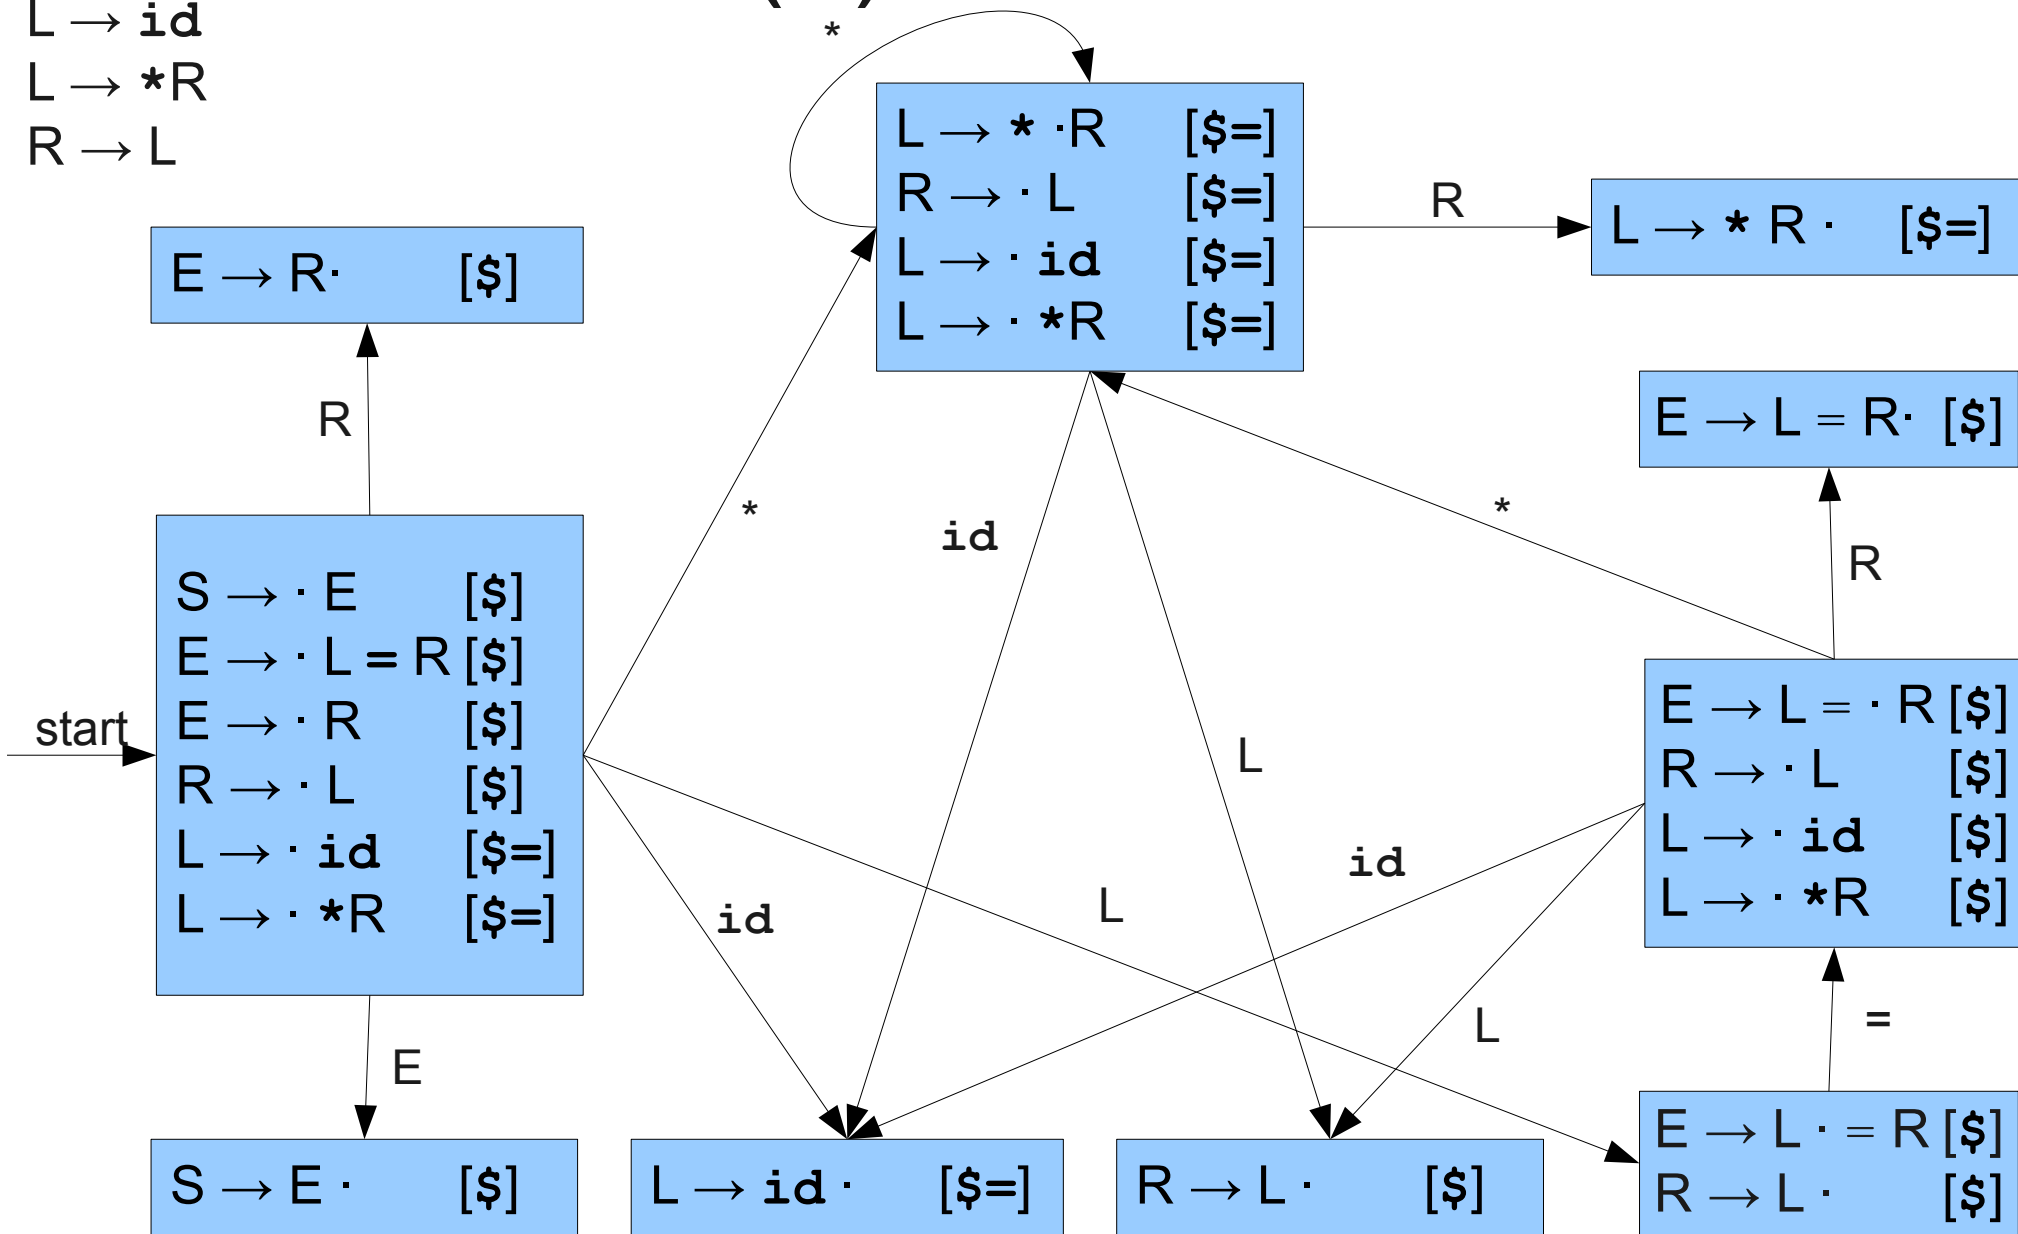 L → id
L → *R
R → L
*
L → * ·R [$=]
R → · L [$=]
L → · id [$=]
L → · *R [$=]
R
L → * R · [$=]
E → R· [$]
R
E → L = R· [$]
R
*
id
*
S → · E [$]
E → · L = R [$]
E → · R [$]
R → · L [$]
L → · id [$=]
L → · *R [$=]
start
L
E → L = · R [$]
R → · L [$]
L → · id [$]
L → · *R [$]
id
L
id
L
=
E
S → E · [$]
L → id · [$=]
R → L · [$]
E → L · = R [$]
R → L · [$]